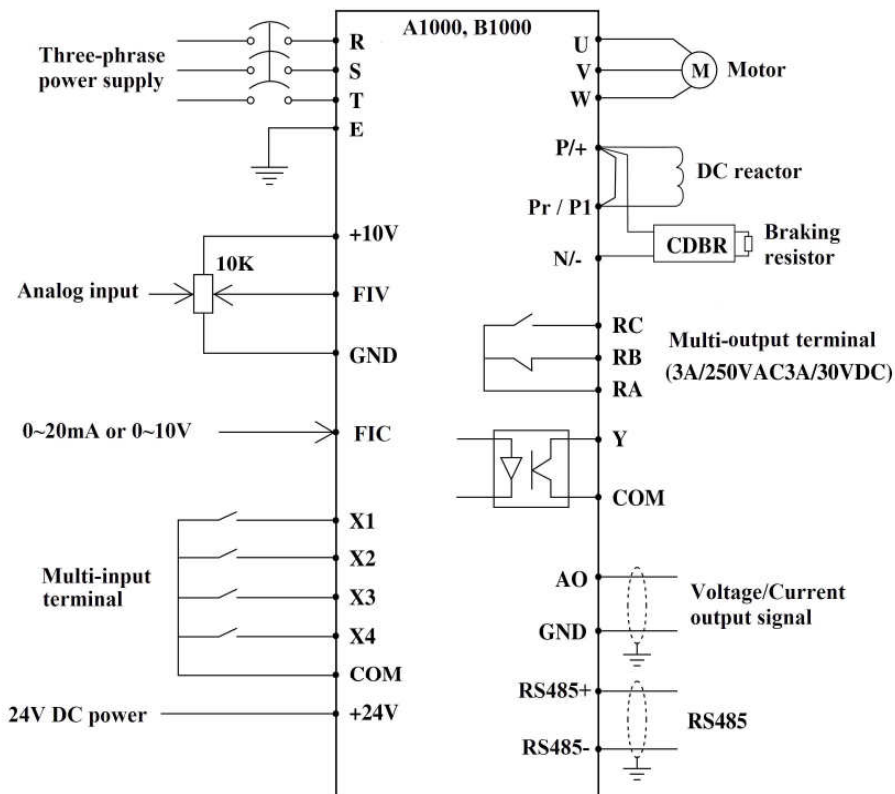 A1000, B1000
Three-phrase
power supply
R
S
T
E
+10V
10K
Analog input
FIV
GND
0~20mA or 0~10V
FIC
X1
X2
Multi-input
terminal
X3
X4
COM
24V DC power
+24V
U
V
W
M
Motor
P/+
DC reactor
Pr / P1
CDBR
Braking
resistor
N/-
RC
RB
RA
Multi-output terminal
(3A/250VAC3A/30VDC)
Y
COM
AO
GND
Voltage/Current
output signal
RS485+
RS485-
RS485